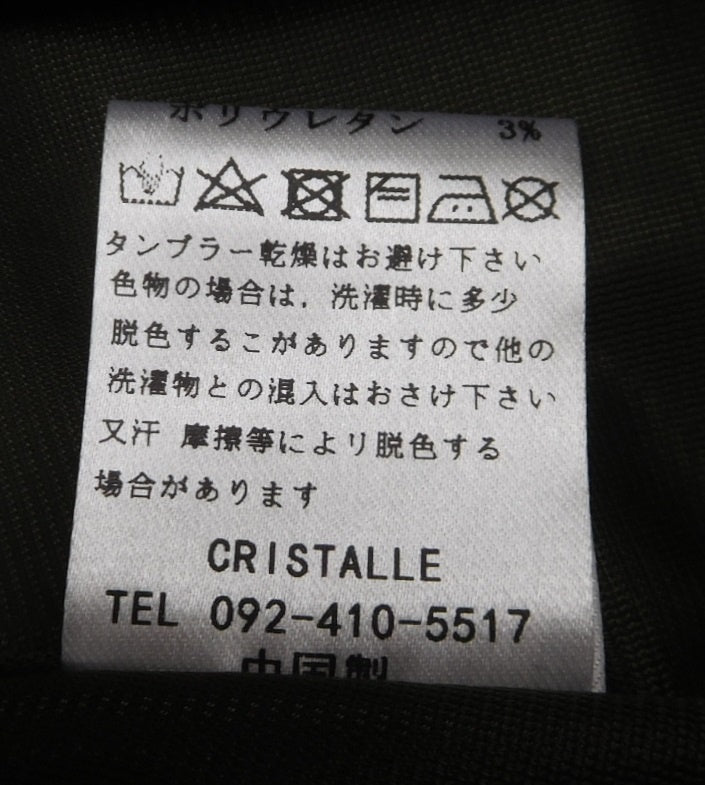 ポリウレタン 3%
タンブラー乾燥はお避け下さい
色物の場合は，洗濯時に多少
脱色するこがありますので他の
洗濯物との混入はおさけ下さい
又汗 摩擦等により脱色する
場合があります
CRISTALLE
TEL 092-410-5517
中国製